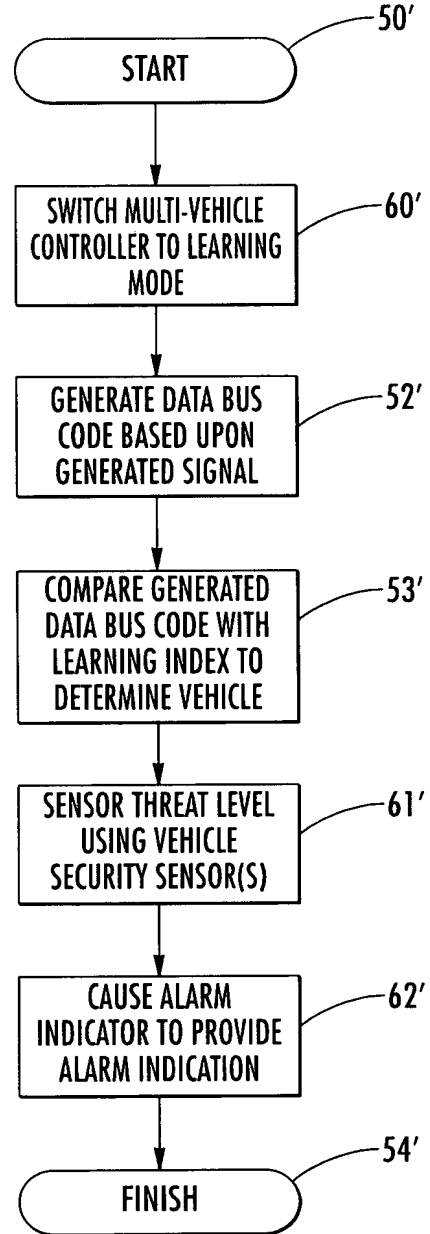 50'
START
60'
SWITCH MULTI-VEHICLE
CONTROLLER TO LEARNING
MODE
52'
GENERATE DATA BUS
CODE BASED UPON
GENERATED SIGNAL
53'
COMPARE GENERATED
DATA BUS CODE WITH
LEARNING INDEX TO
DETERMINE VEHICLE
61'
SENSOR THREAT LEVEL
USING VEHICLE
SECURITY SENSOR(S)
62'
CAUSE ALARM
INDICATOR TO PROVIDE
ALARM INDICATION
54'
FINISH